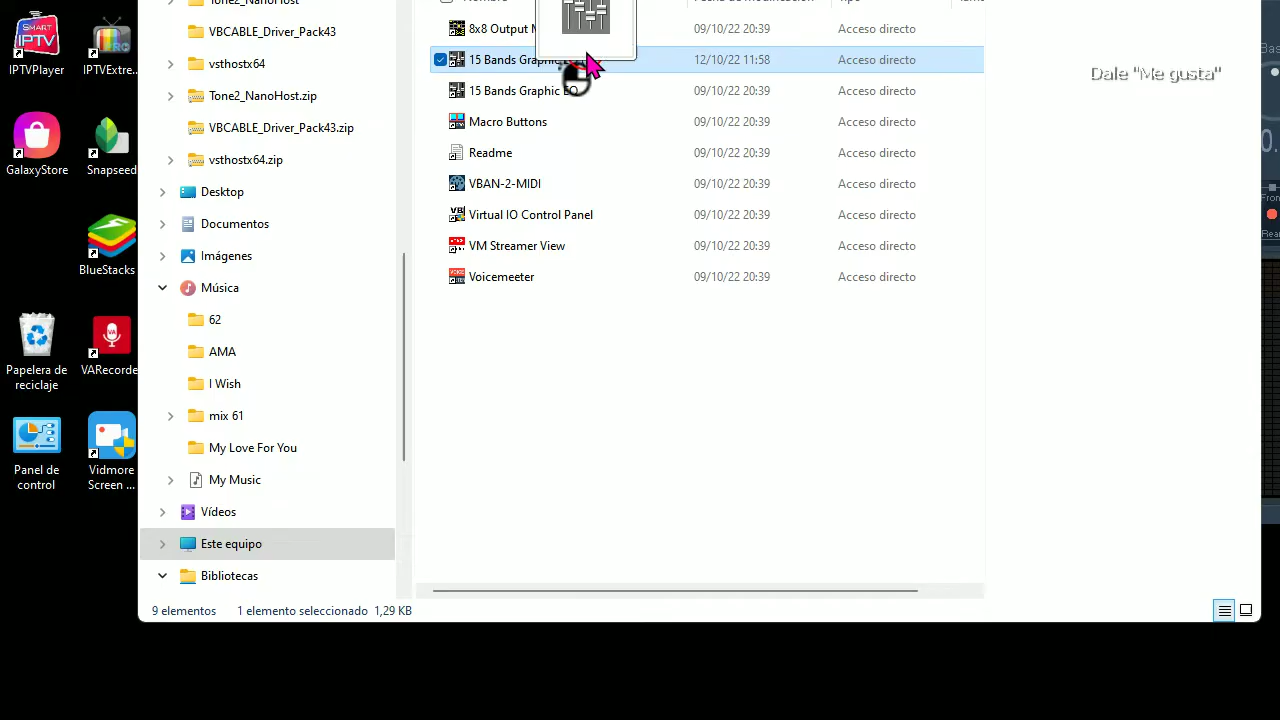 IPTVPlayer
IPTVExtre...
GalaxyStore
Snapseed
BlueStacks
Papelera de
reciclaje
VARecorde
Panel de
control
Vidmore
Screen ...
Tone2_NanoHost
VBCABLE_Driver_Pack43
vsthostx64
Tone2_NanoHost.zip
VBCABLE_Driver_Pack43.zip
vsthostx64.zip
Desktop
Documentos
Imágenes
Música
62
AMA
I Wish
mix 61
My Love For You
My Music
Vídeos
Este equipo
Bibliotecas
8x8 Output 09/10/22 20:39 Acceso directo
15 Bands Graphic 12/10/22 11:58 Acceso directo
15 Bands Graphic EQ 09/10/22 20:39 Acceso directo
Macro Buttons 09/10/22 20:39 Acceso directo
Readme 09/10/22 20:39 Acceso directo
VBAN-2-MIDI 09/10/22 20:39 Acceso directo
Virtual IO Control Panel 09/10/22 20:39 Acceso directo
VM Streamer View 09/10/22 20:39 Acceso directo
Voicemeeter 09/10/22 20:39 Acceso directo
9 elementos 1 elemento seleccionado 1,29 KB
Dale "Me gusta"